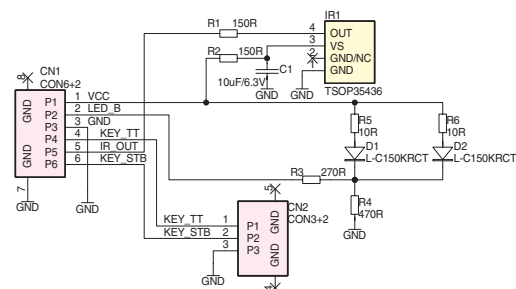 IR1
R1 150R
4 OUT
3 VS
2 GND/NC
1 GND
TSOP35436
R2 150R
C1
10uF/6.3V
GND
GND
CN1
CON6+2
8
GND
GND
P1
P2
P3
P4
P5
P6
1 VCC
2 LED_B
3 GND
4 KEY_TT
5 IR_OUT
6 KEY_STB
7
GND
GND
R5
10R
R6
10R
D1
L-C150KRCT
D2
L-C150KRCT
R3 270R
R4
470R
GND
5
CN2
CON3+2
KEY_TT 1 P1
KEY_STB 2 P2
3 P3
GND
GND
GND